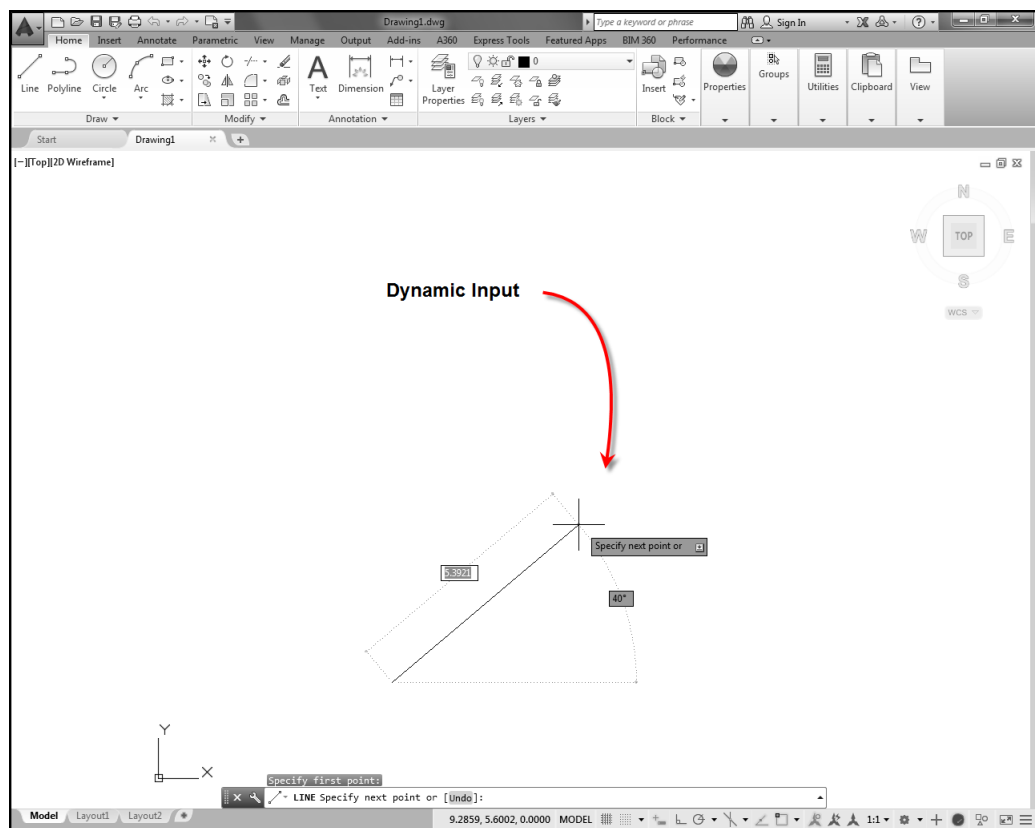 Drawing1.dwg
Type a keyword or phrase
Sign In
Home Insert Annotate Parametric View Manage Output Add-ins A360 Express Tools Featured Apps BIM 360 Performance
0
Line Polyline Circle Arc
Text Dimension
Layer
Properties
Insert
Properties
Groups
Utilities
Clipboard
View
Draw
Modify
Annotation
Layers
Block
Start
Drawing1
[−][Top][2D Wireframe]
N
W
TOP
E
S
WCS
Dynamic Input
Specify next point or
5.3921
40°
Y
X
Specify first point:
LINE Specify next point or [Undo]:
Model Layout1 Layout2
9.2859, 5.6002, 0.0000 MODEL
1:1